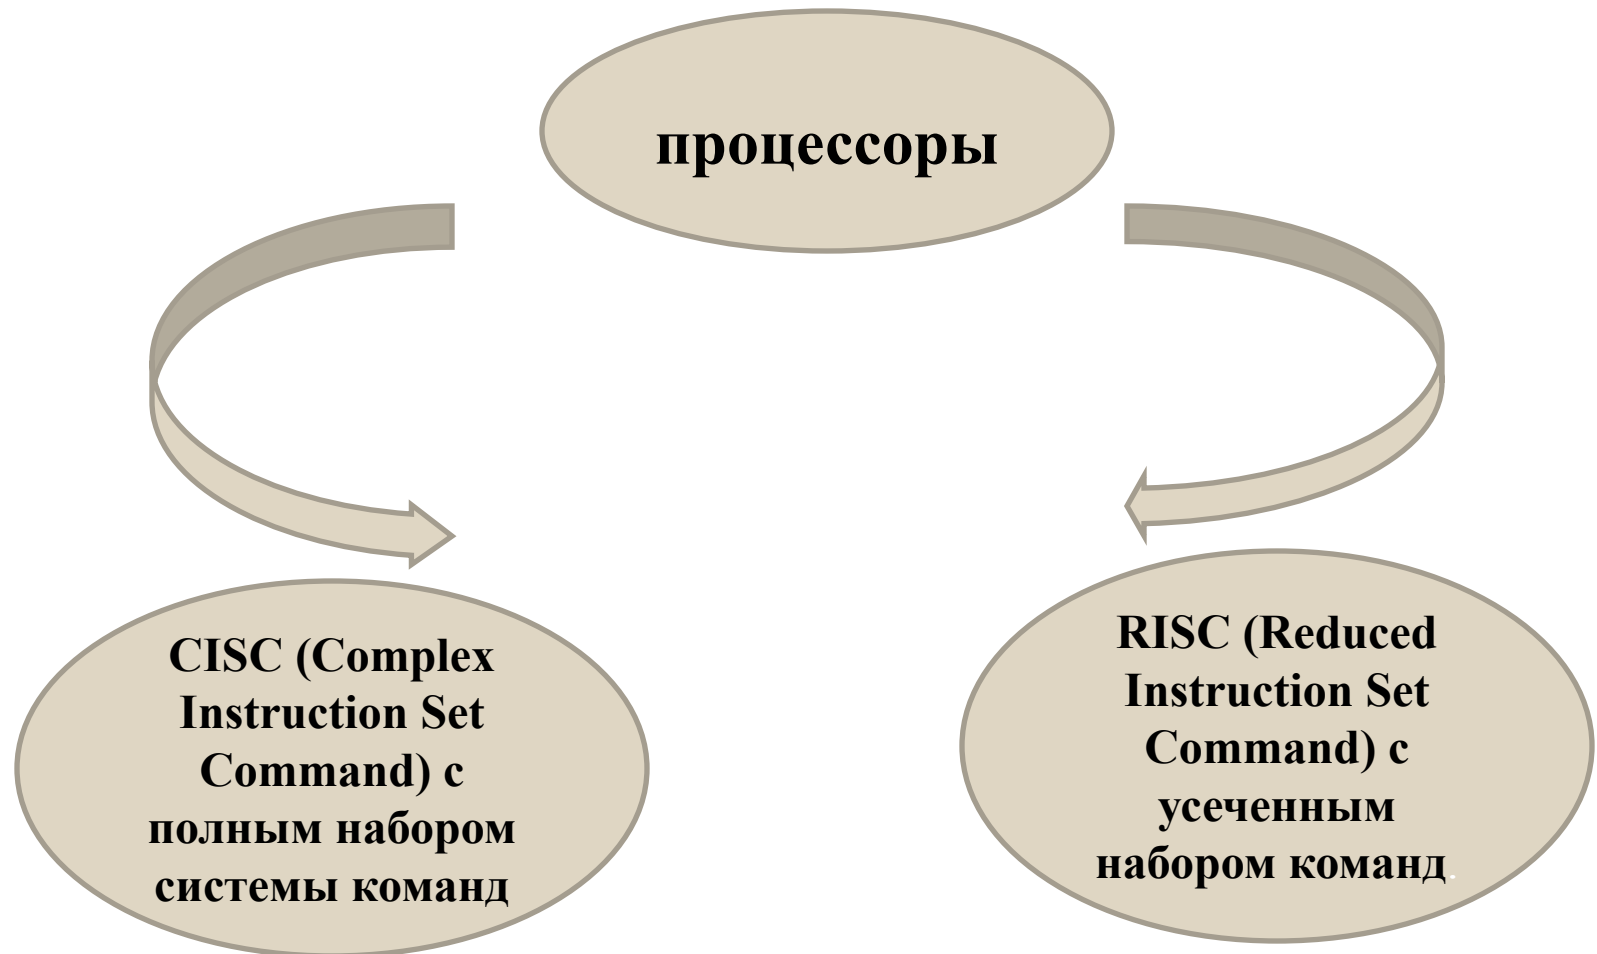 процессоры
CISC (Complex
Instruction Set
Command) с
полным набором
системы команд
RISC (Reduced
Instruction Set
Command) с
усеченным
набором команд.